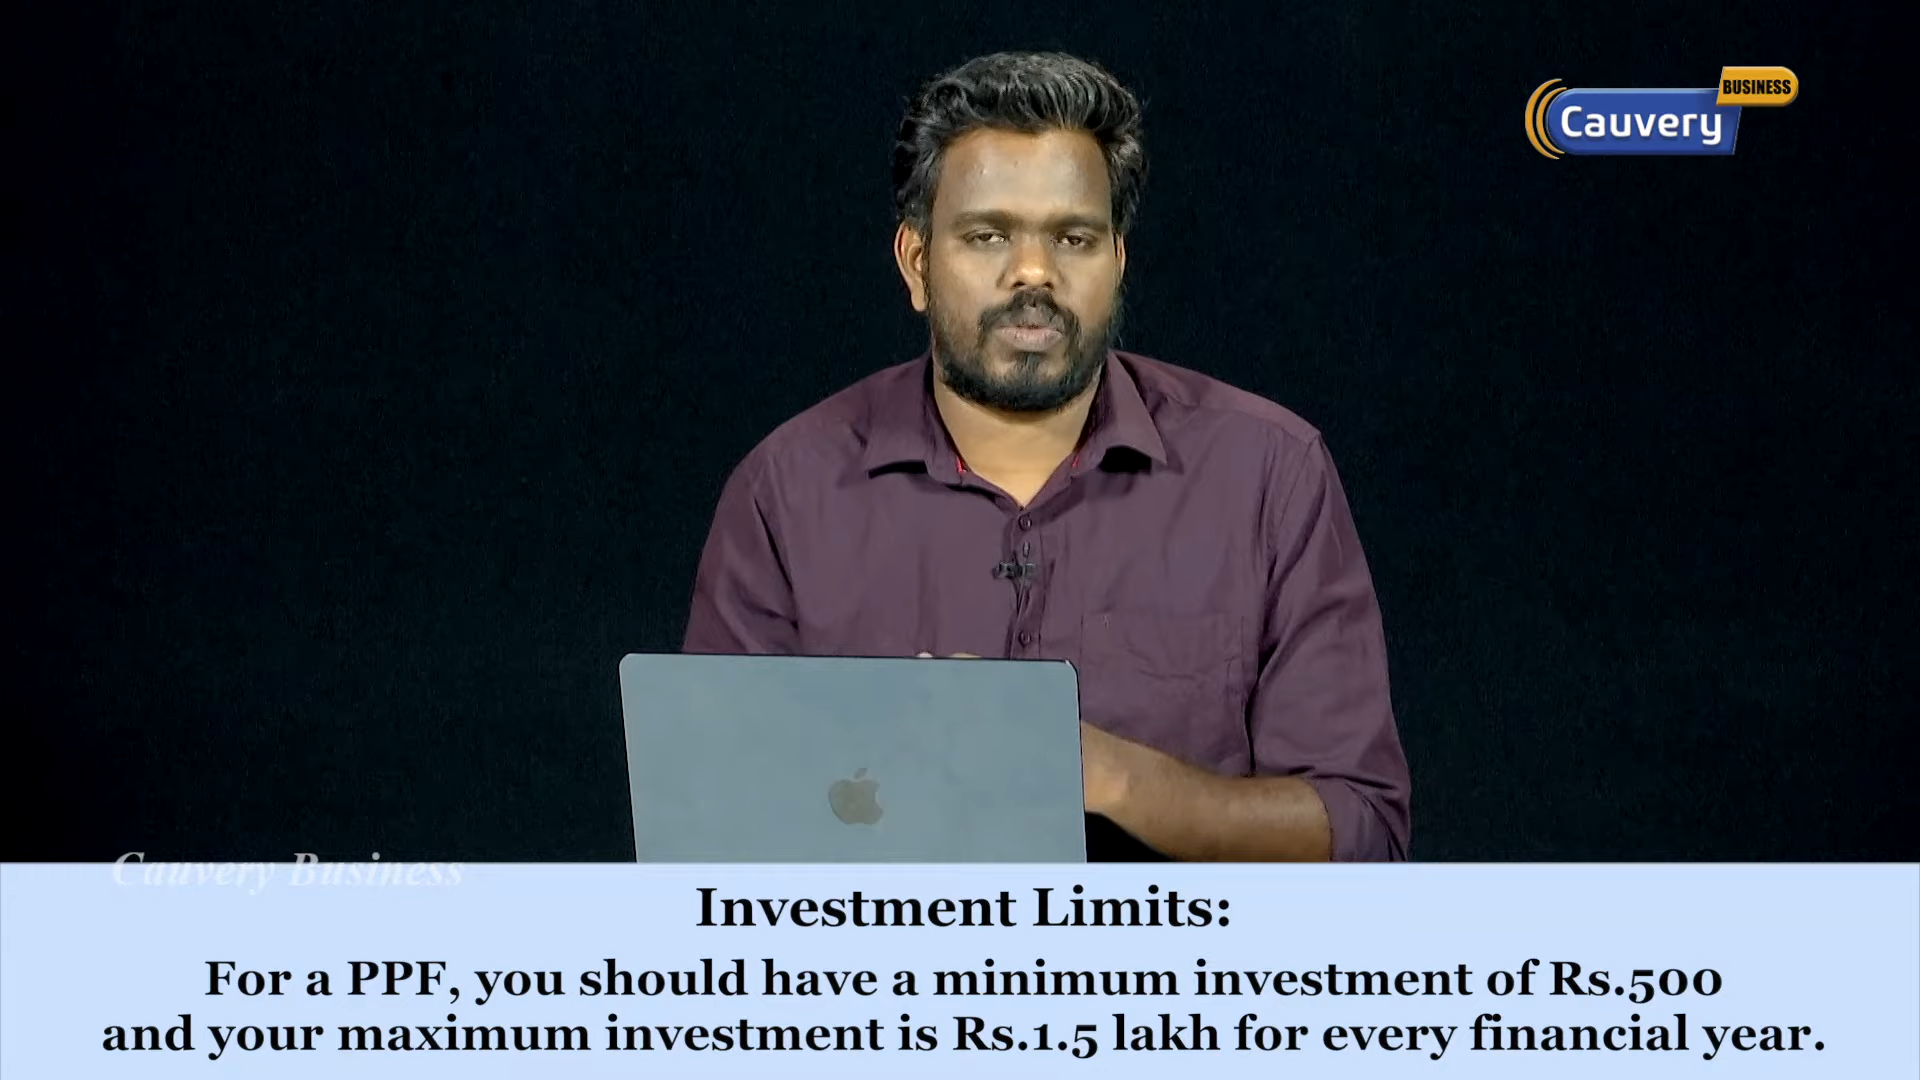 BUSINESS
Cauvery
Cauvery Business
Investment Limits:
For a PPF, you should have a minimum investment of Rs.500
and your maximum investment is Rs.1.5 lakh for every financial year.